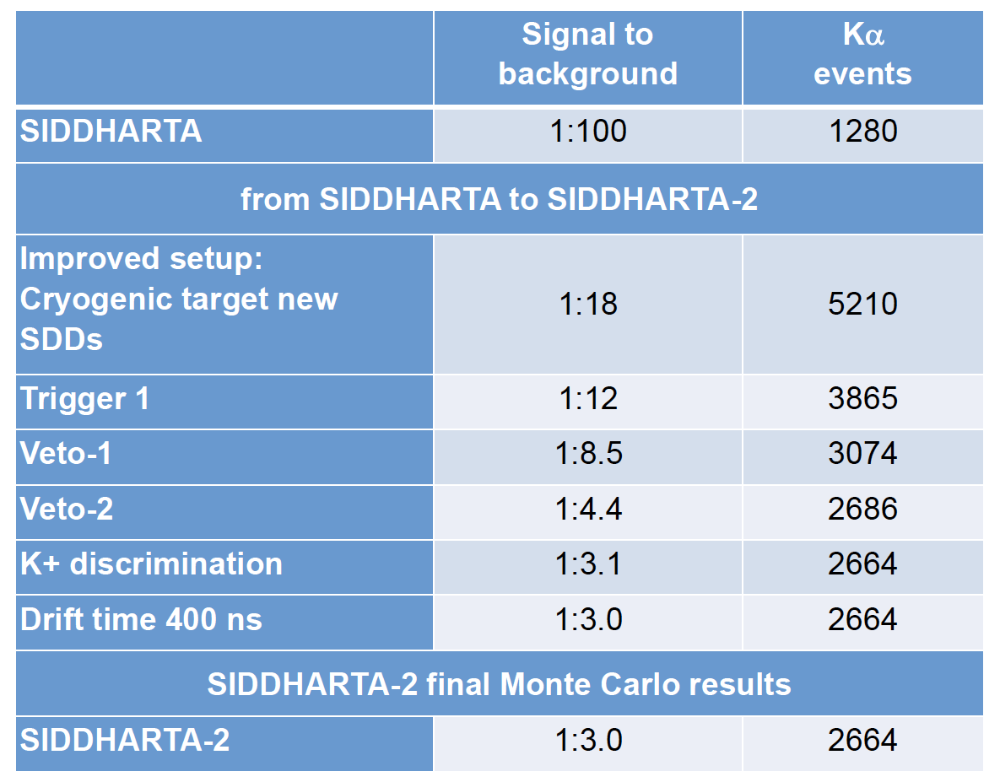 Signal to
background
Kα
events
SIDDHARTA 1:100 1280
from SIDDHARTA to SIDDHARTA-2
Improved setup:
Cryogenic target new
SDDs
1:18 5210
Trigger 1 1:12 3865
Veto-1 1:8.5 3074
Veto-2 1:4.4 2686
K+ discrimination 1:3.1 2664
Drift time 400 ns 1:3.0 2664
SIDDHARTA-2 final Monte Carlo results
SIDDHARTA-2 1:3.0 2664